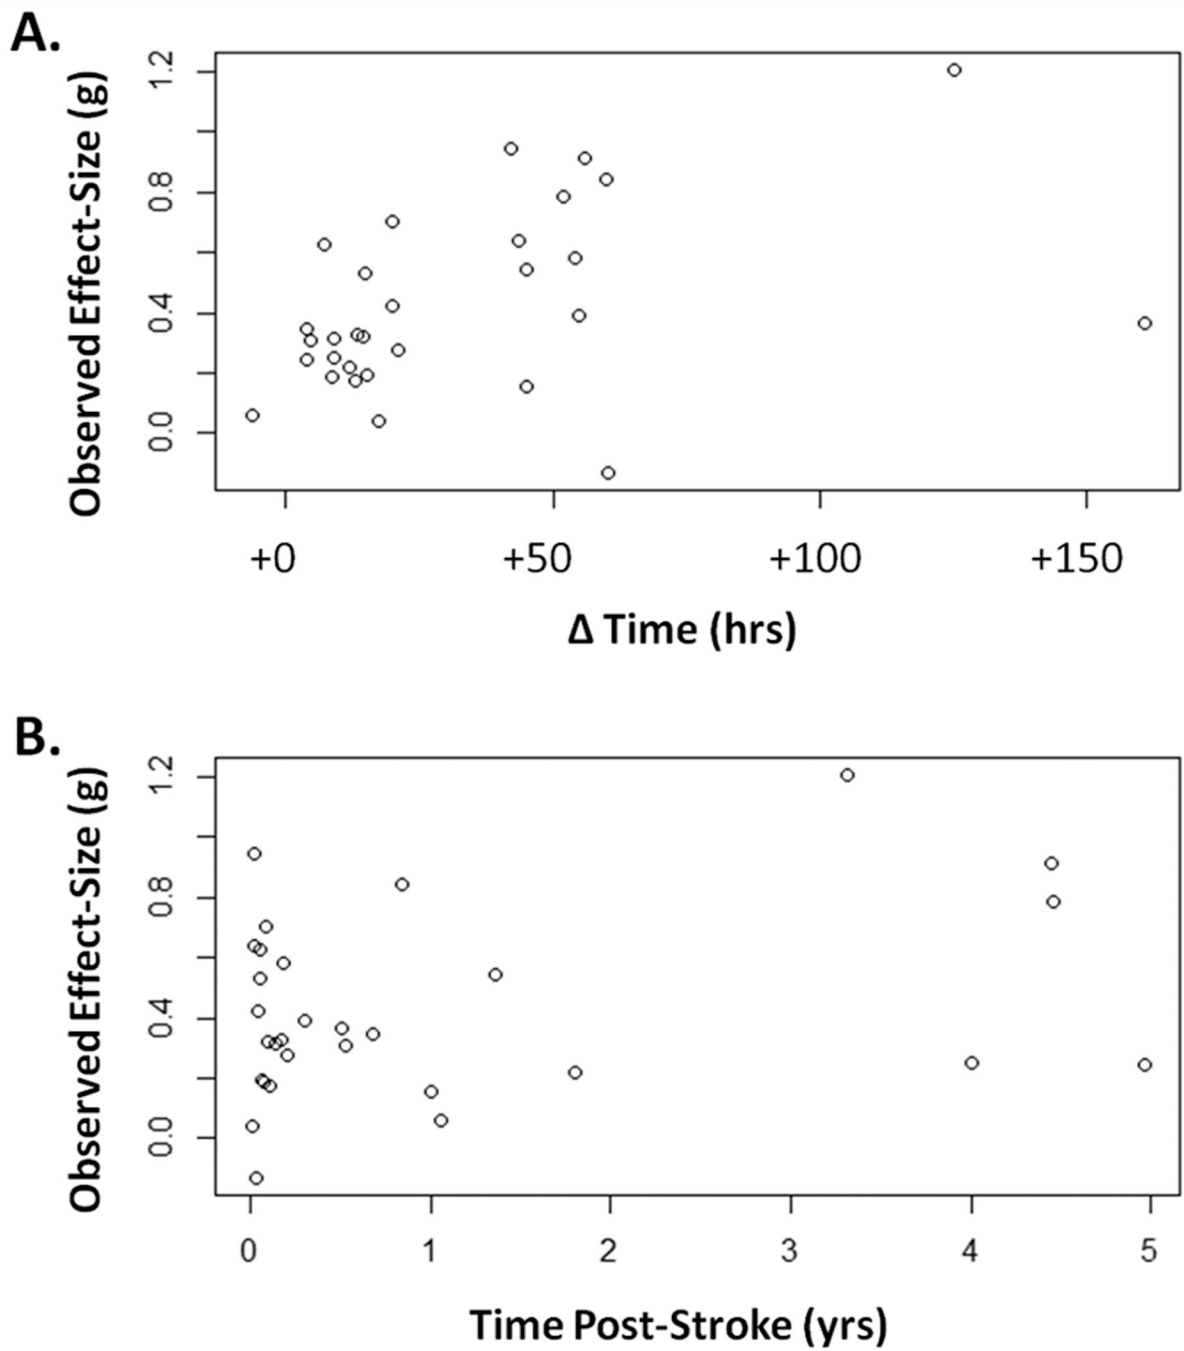 A.
Observed Effect-Size (g)
1.2
0.8
0.4
0.0
+0 +50 +100 +150
Δ Time (hrs)
B.
Observed Effect-Size (g)
1.2
0.8
0.4
0.0
0 1 2 3 4 5
Time Post-Stroke (yrs)